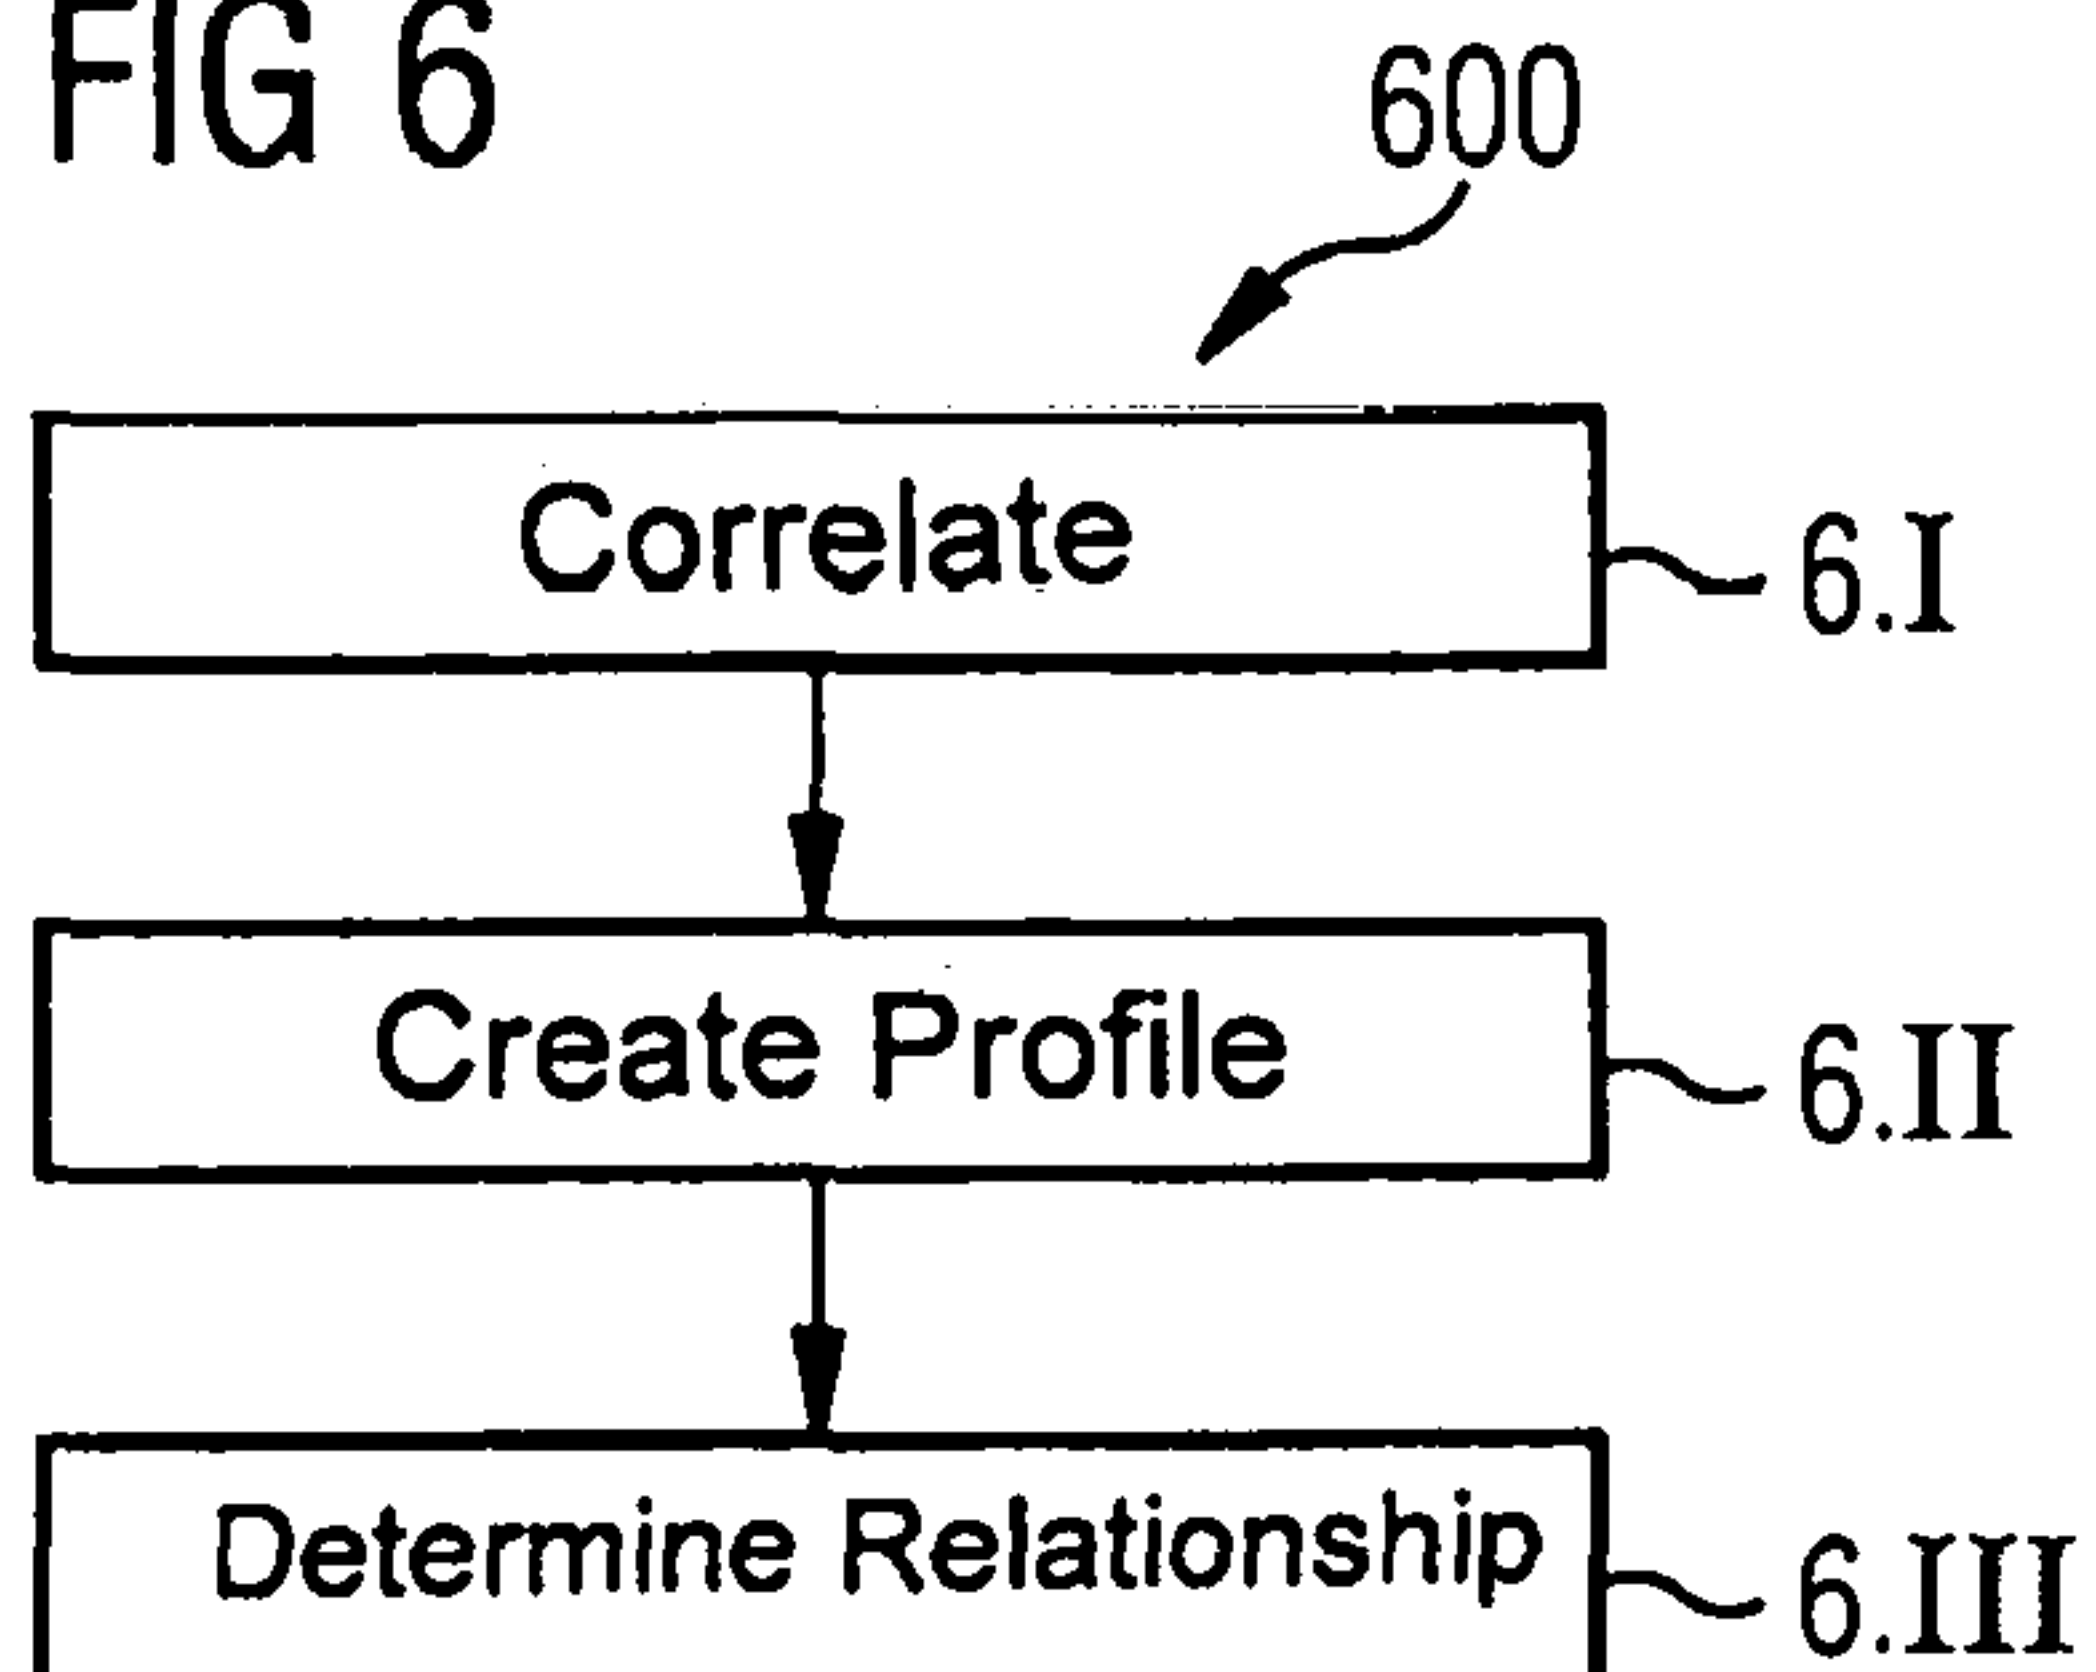 FIG 6
600
Correlate
6.I
Create Profile
6.II
Determine Relationship
6.III